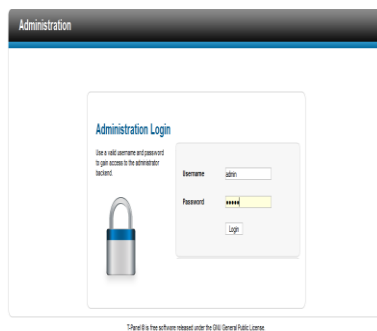 Administration
Administration Login
Use a valid username and password
to gain access to the administrator
backend.
Username
admin
Password
•••••
Login
T-Panel® is free software released under the GNU General Public License.